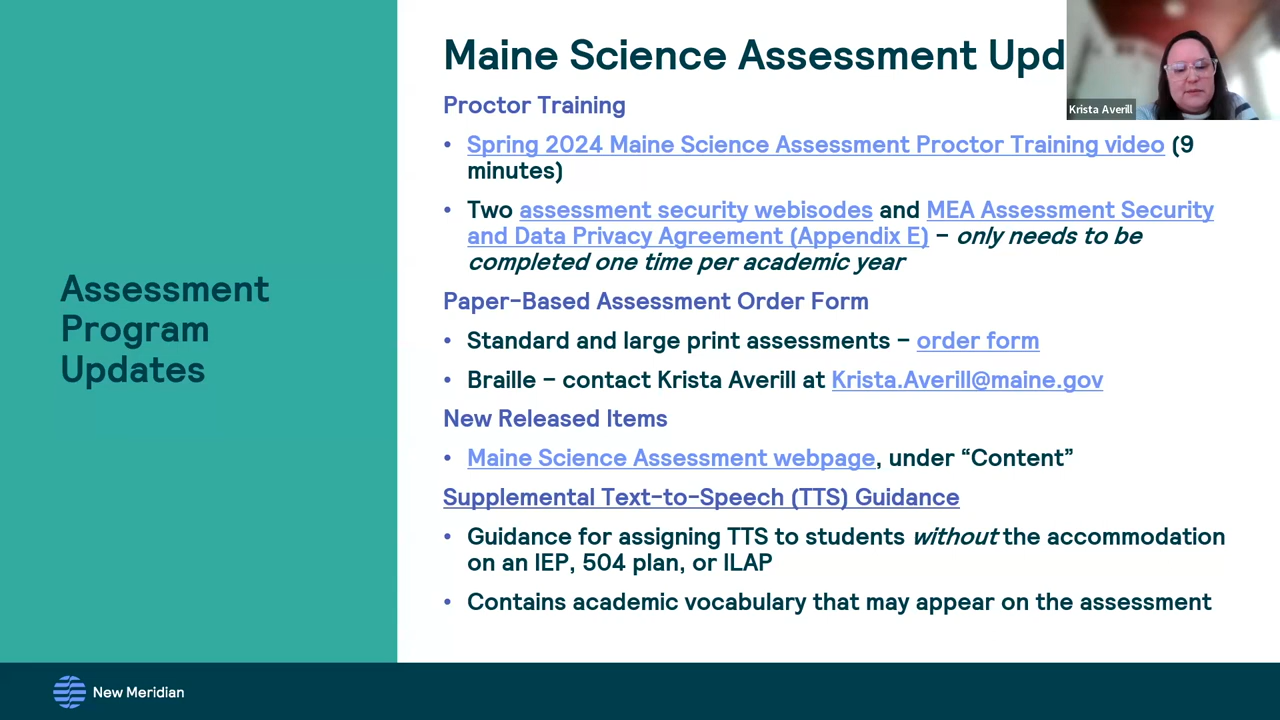 Maine Science Assessment Upd
Krista Averill
Proctor Training
• Spring 2024 Maine Science Assessment Proctor Training video (9
minutes)
• Two assessment security webisodes and MEA Assessment Security
and Data Privacy Agreement (Appendix E) – only needs to be
completed one time per academic year
Assessment
Program
Updates
Paper-Based Assessment Order Form
• Standard and large print assessments – order form
• Braille – contact Krista Averill at Krista.Averill@maine.gov
New Released Items
• Maine Science Assessment webpage, under “Content”
Supplemental Text-to-Speech (TTS) Guidance
• Guidance for assigning TTS to students without the accommodation
on an IEP, 504 plan, or ILAP
• Contains academic vocabulary that may appear on the assessment
New Meridian